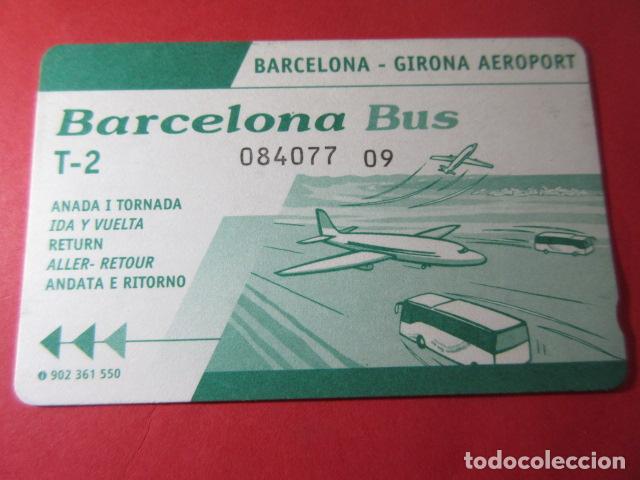 BARCELONA - GIRONA AEROPORT
Barcelona Bus
T-2
084077 09
ANADA I TORNADA
IDA Y VUELTA
RETURN
ALLER- RETOUR
ANDATA E RITORNO
902 361 550
todocoleccion.net